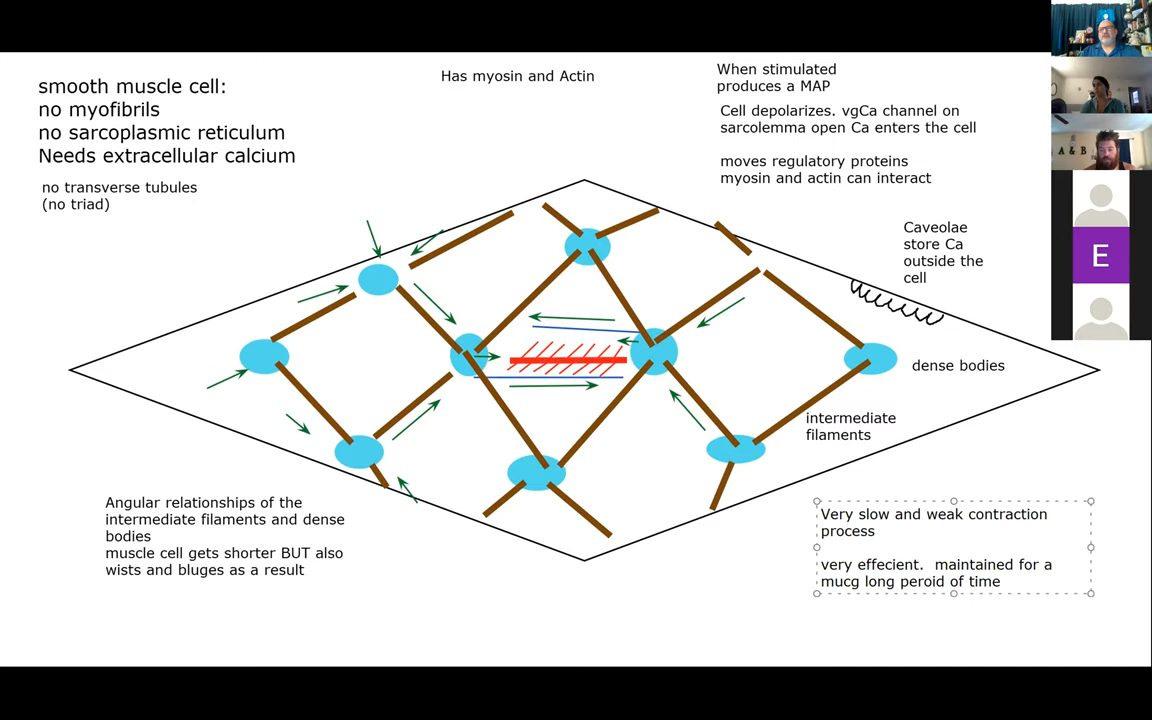 smooth muscle cell:
no myofibrils
no sarcoplasmic reticulum
Needs extracellular calcium
no transverse tubules
(no triad)
Has myosin and Actin
When stimulated
produces a MAP
Cell depolarizes. vgCa channel on
sarcolemma open Ca enters the cell
moves regulatory proteins
myosin and actin can interact
Caveolae
store Ca
outside the
cell
dense bodies
intermediate
filaments
Angular relationships of the
intermediate filaments and dense
bodies
muscle cell gets shorter BUT also
wists and bluges as a result
Very slow and weak contraction
process
very effecient. maintained for a
mucg long peroid of time
A & B
E